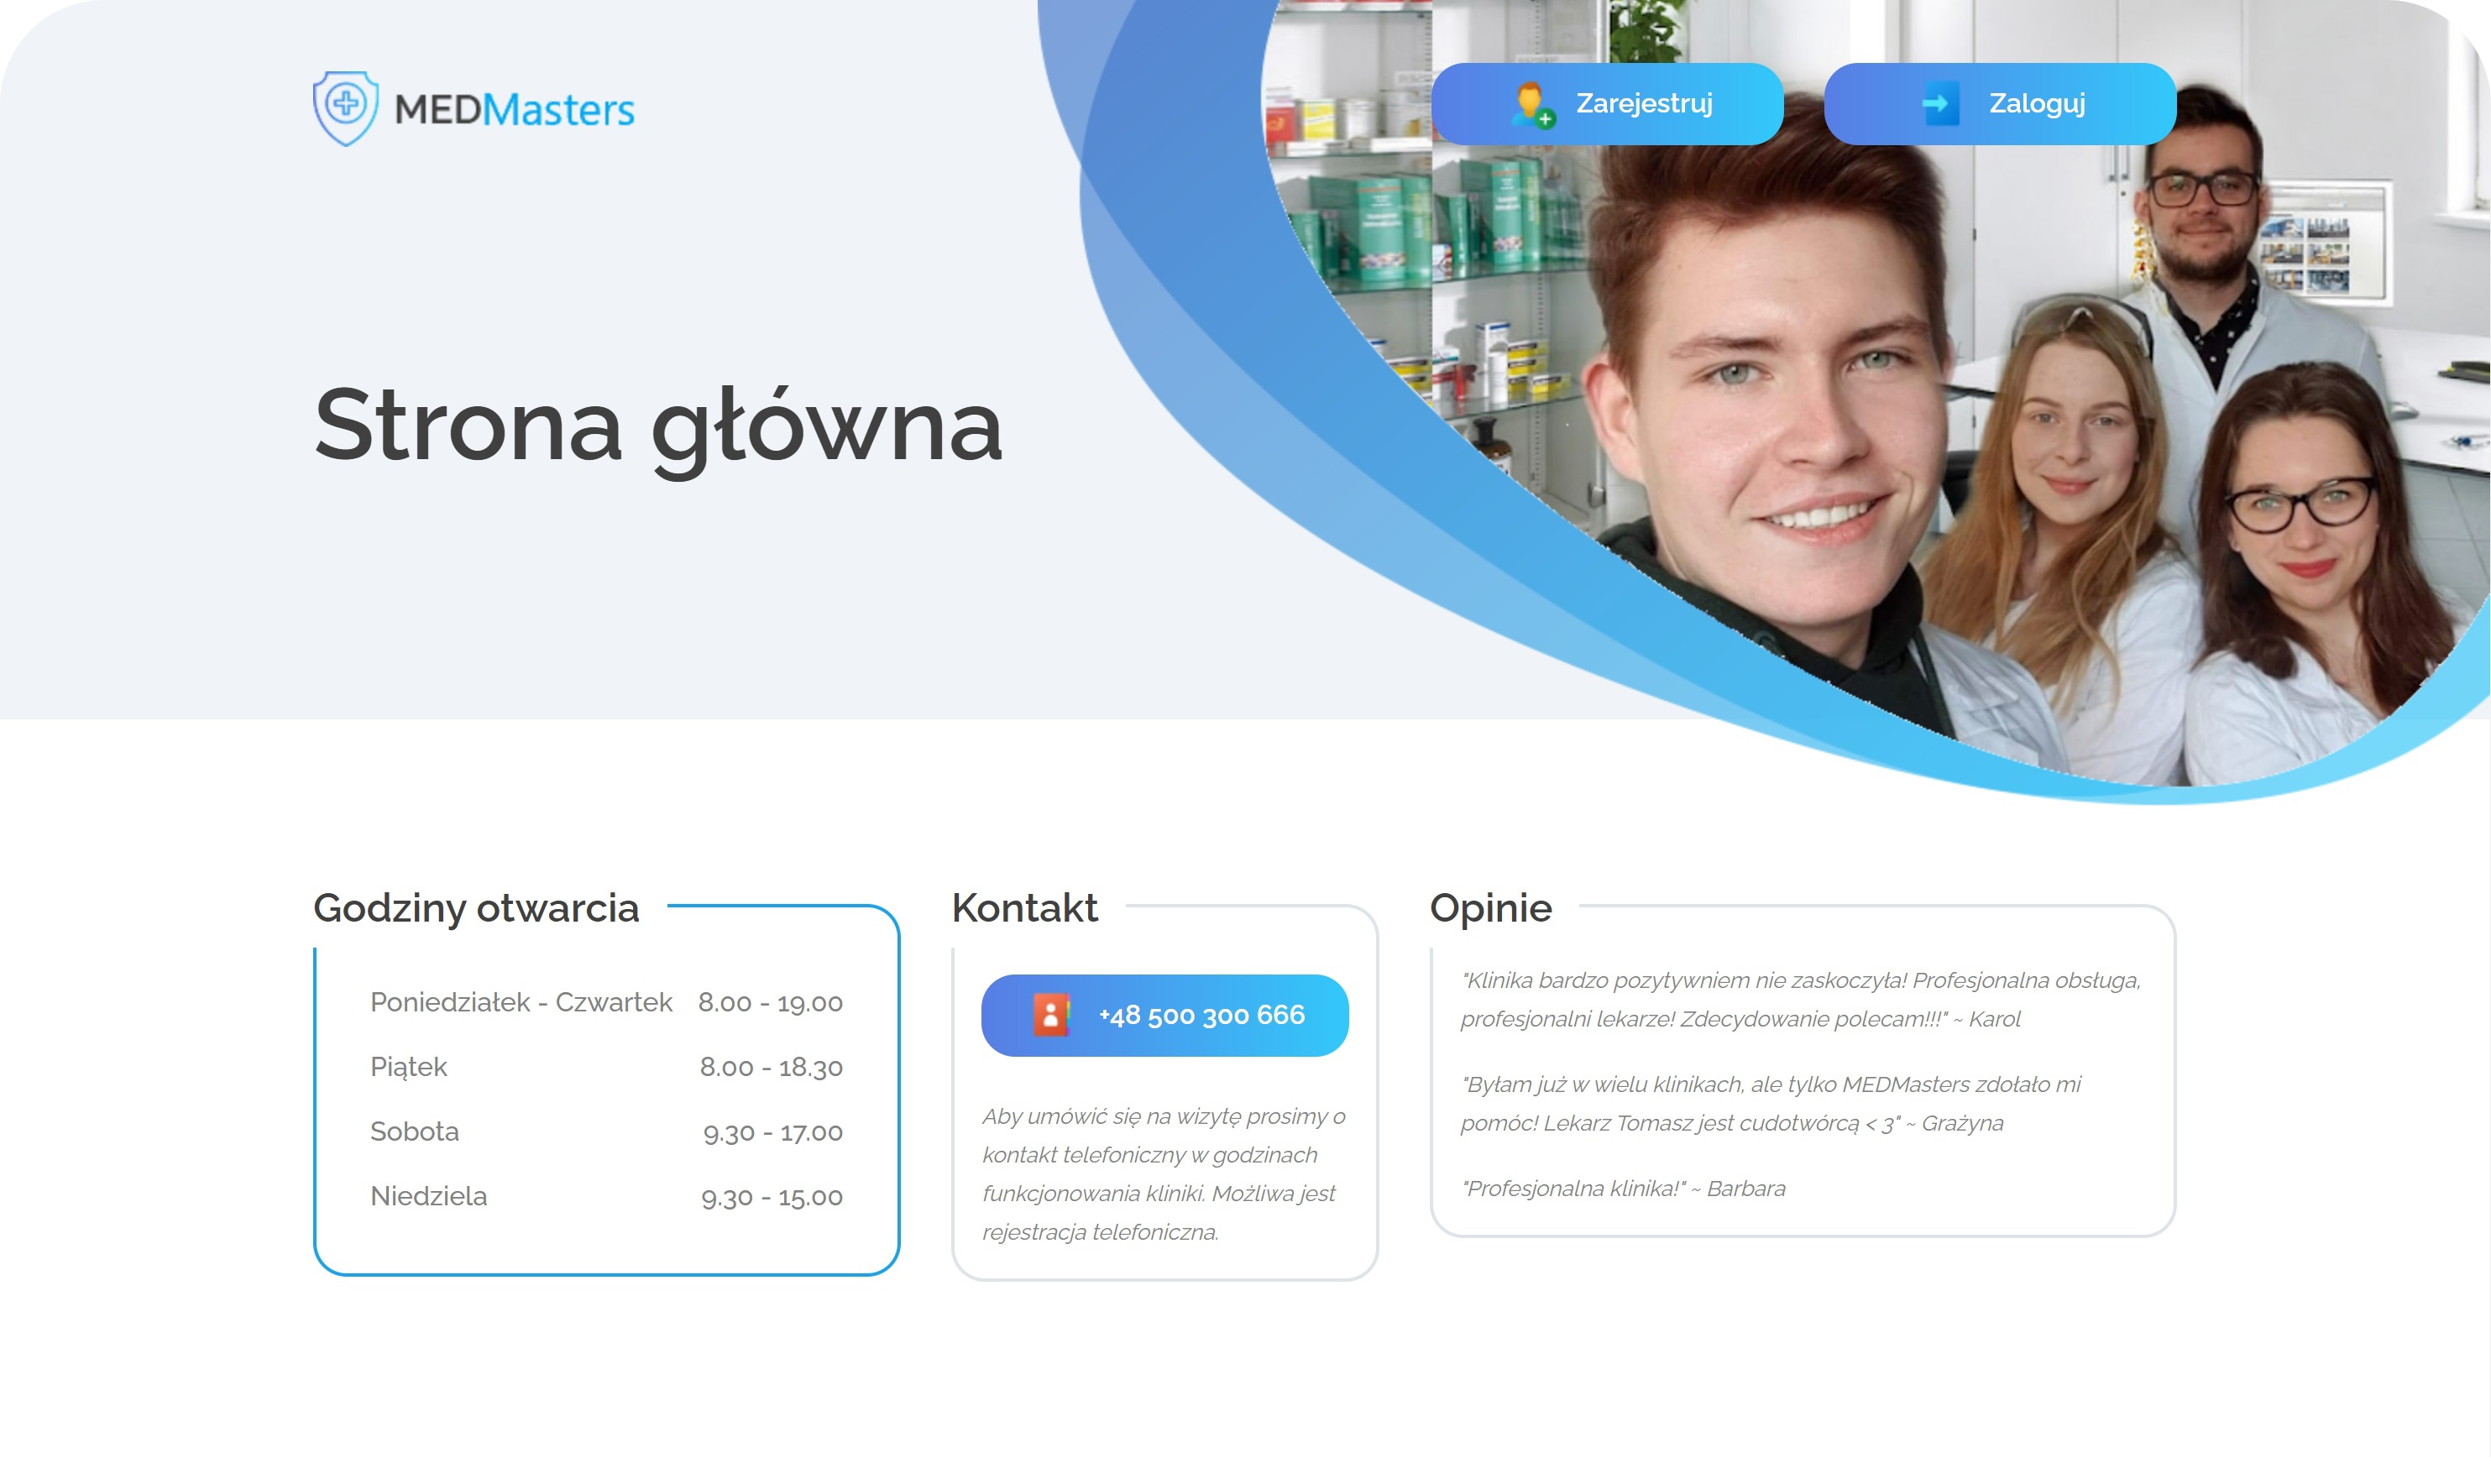 MEDMasters
Zarejestruj
Zaloguj
Strona główna
Godziny otwarcia
Poniedziałek - Czwartek 8.00 - 19.00
Piątek 8.00 - 18.30
Sobota 9.30 - 17.00
Niedziela 9.30 - 15.00
Kontakt
+48 500 300 666
Aby umówić się na wizytę prosimy o
kontakt telefoniczny w godzinach
funkcjonowania kliniki. Możliwa jest
rejestracja telefoniczna.
Opinie
"Klinika bardzo pozytywniem nie zaskoczyła! Profesjonalna obsługa,
profesjonalni lekarze! Zdecydowanie polecam!!!" ~ Karol
"Byłam już w wielu klinikach, ale tylko MEDMasters zdołało mi
pomóc! Lekarz Tomasz jest cudotwórcą < 3" ~ Grażyna
"Profesjonalna klinika!" ~ Barbara